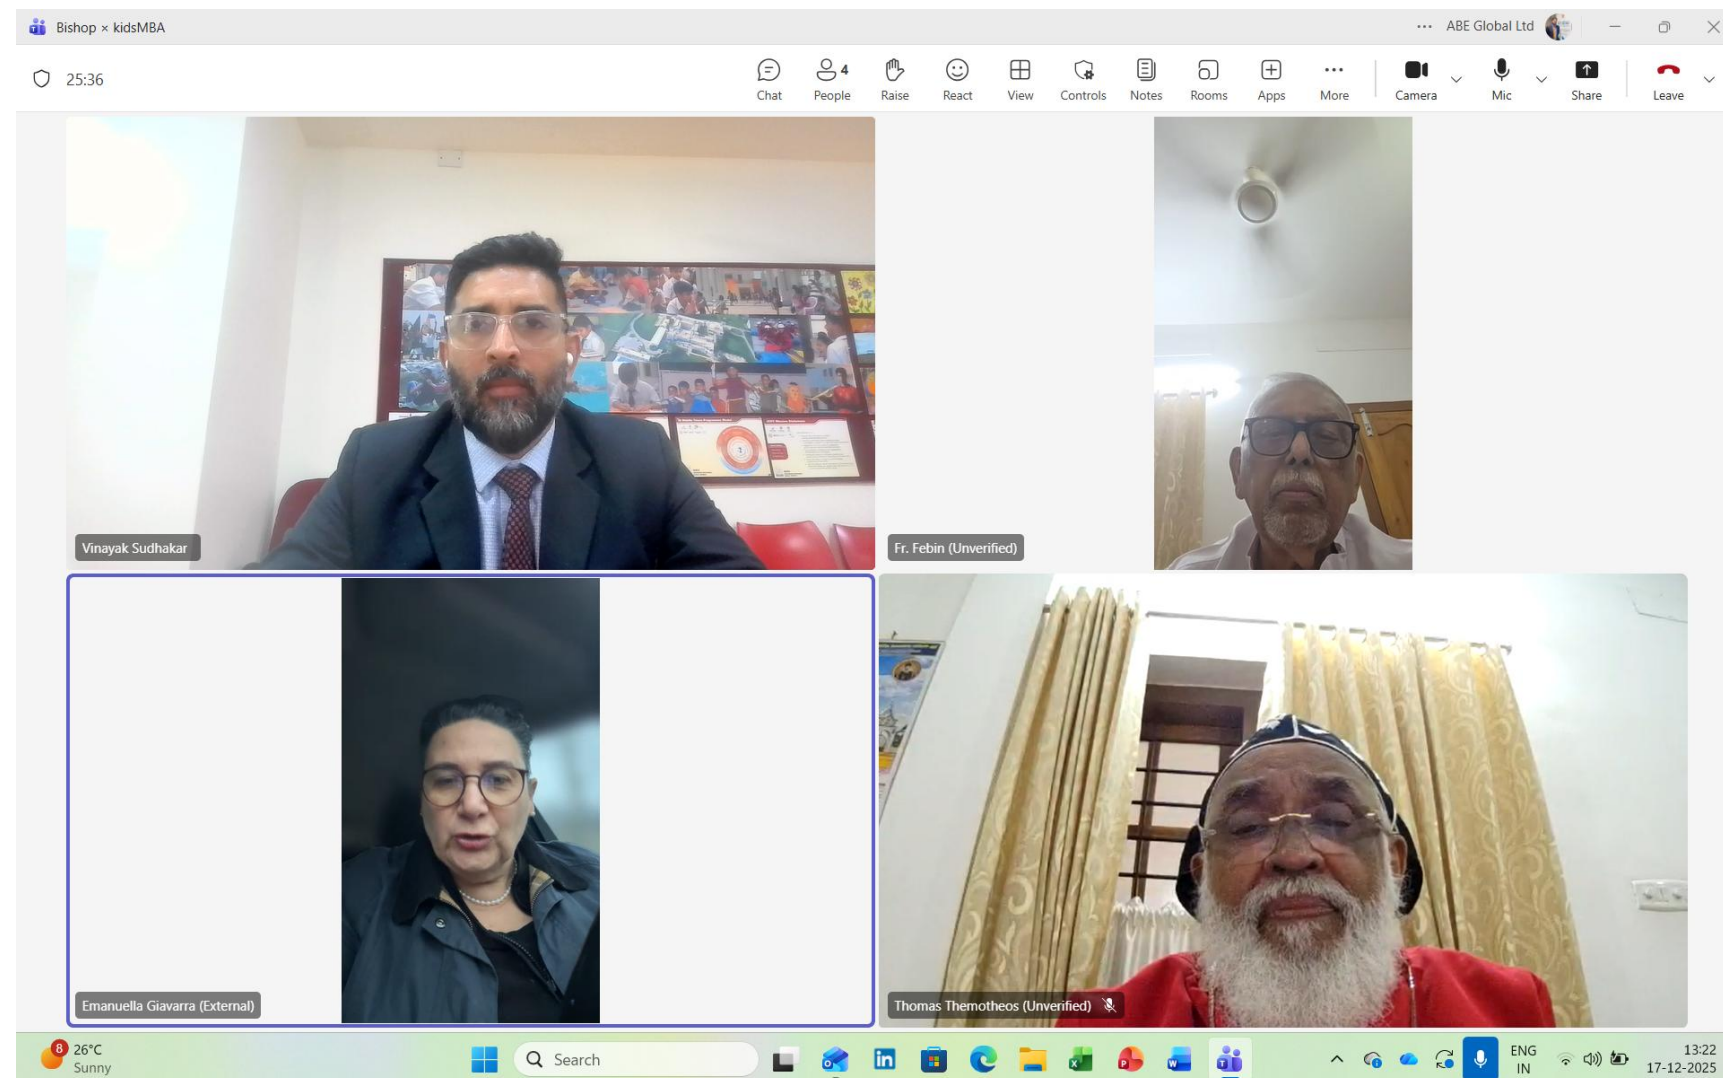 Bishop × kidsMBA
ABE Global Ltd
25:36
4
Chat
People
Raise
React
View
Controls
Notes
Rooms
Apps
More
Camera
Mic
Share
Leave
Vinayak Sudhakar
Fr. Febin (Unverified)
Emanuella Giavarra (External)
Thomas Themotheos (Unverified)
8
26°C
Sunny
Search
ENG
IN
13:22
17-12-2025